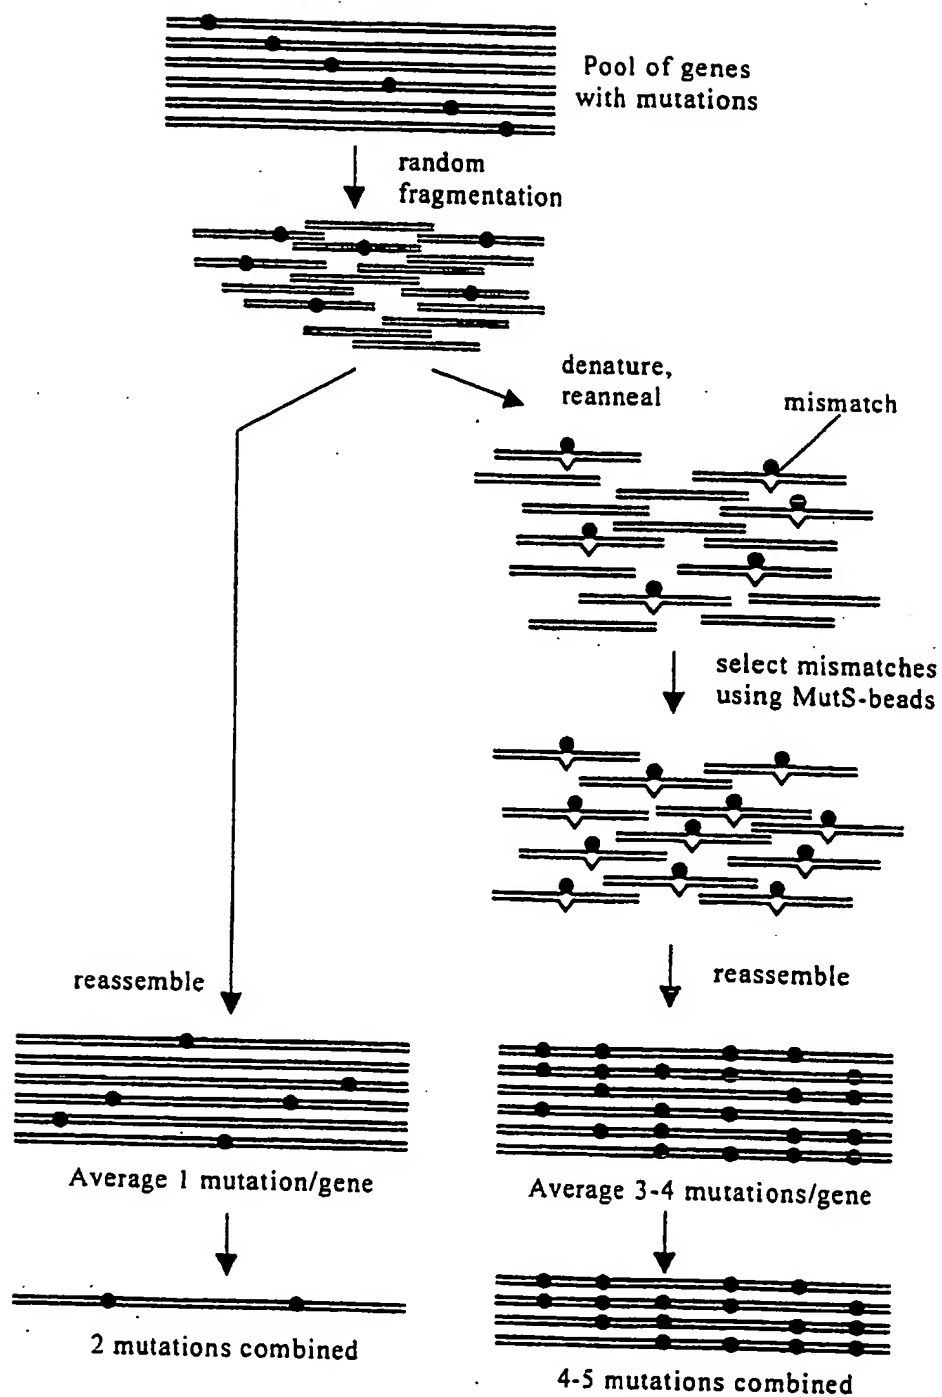 Pool of genes
with mutations
random
fragmentation
denature,
reanneal
mismatch
select mismatches
using MutS-beads
reassemble
reassemble
Average 1 mutation/gene
Average 3-4 mutations/gene
2 mutations combined
4-5 mutations combined